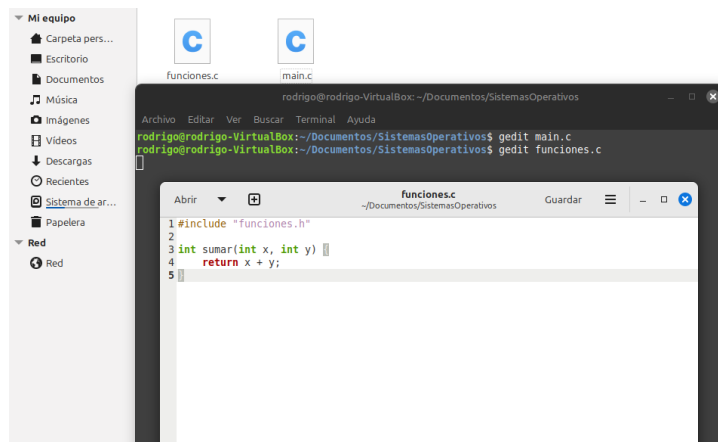 Mi equipo
Carpeta pers...
Escritorio
Documentos
Música
Imágenes
Vídeos
Descargas
Recientes
Sistema de ar...
Papelera
Red
Red
C
C
funciones.c
main.c
rodrigo@rodrigo-VirtualBox: ~/Documentos/SistemasOperativos
Archivo Editar Ver Buscar Terminal Ayuda
rodrigo@rodrigo-VirtualBox:~/Documentos/SistemasOperativos$ gedit main.c
rodrigo@rodrigo-VirtualBox:~/Documentos/SistemasOperativos$ gedit funciones.c
Abrir
funciones.c
~/Documentos/SistemasOperativos
Guardar
1 #include "funciones.h"
2
3 int sumar(int x, int y) {
4     return x + y;
5 }